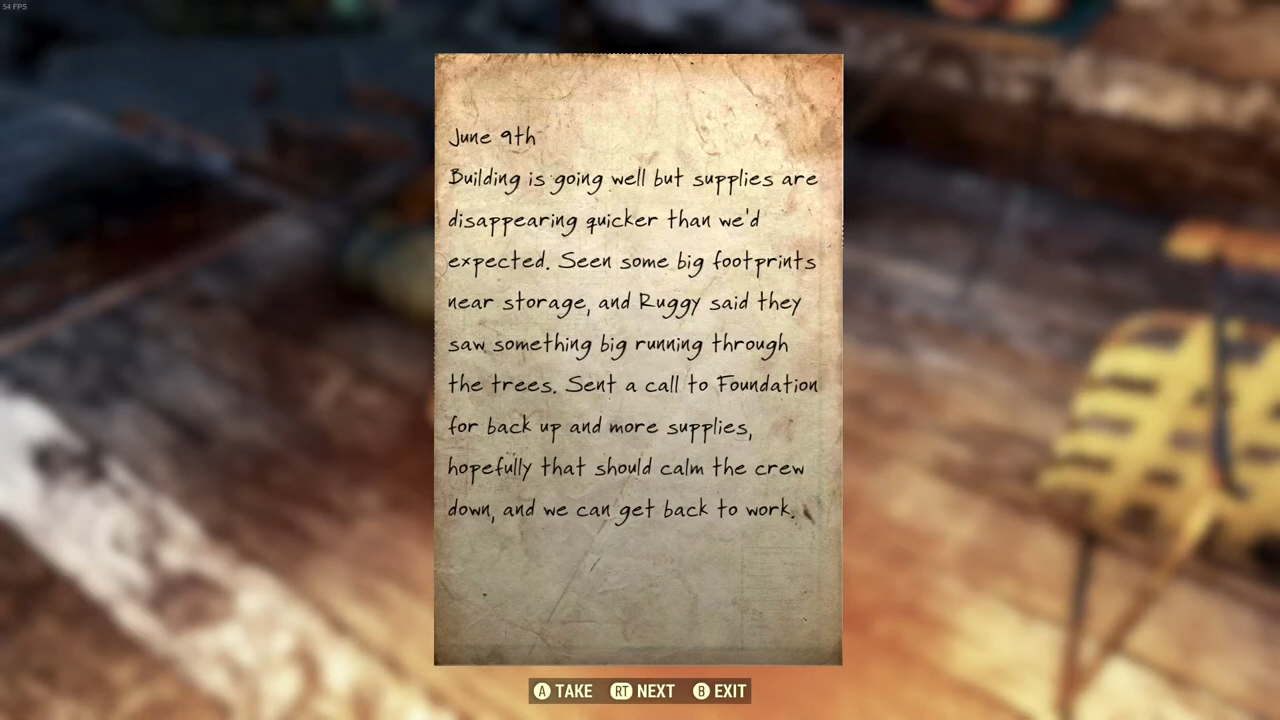 54 FPS
June 9th
Building is going well but supplies are
disappearing quicker than we'd
expected. Seen some big footprints
near storage, and Ruggy said they
saw something big running through
the trees. Sent a call to Foundation
for back up and more supplies,
hopefully that should calm the crew
down, and we can get back to work.
A TAKE RT NEXT B EXIT